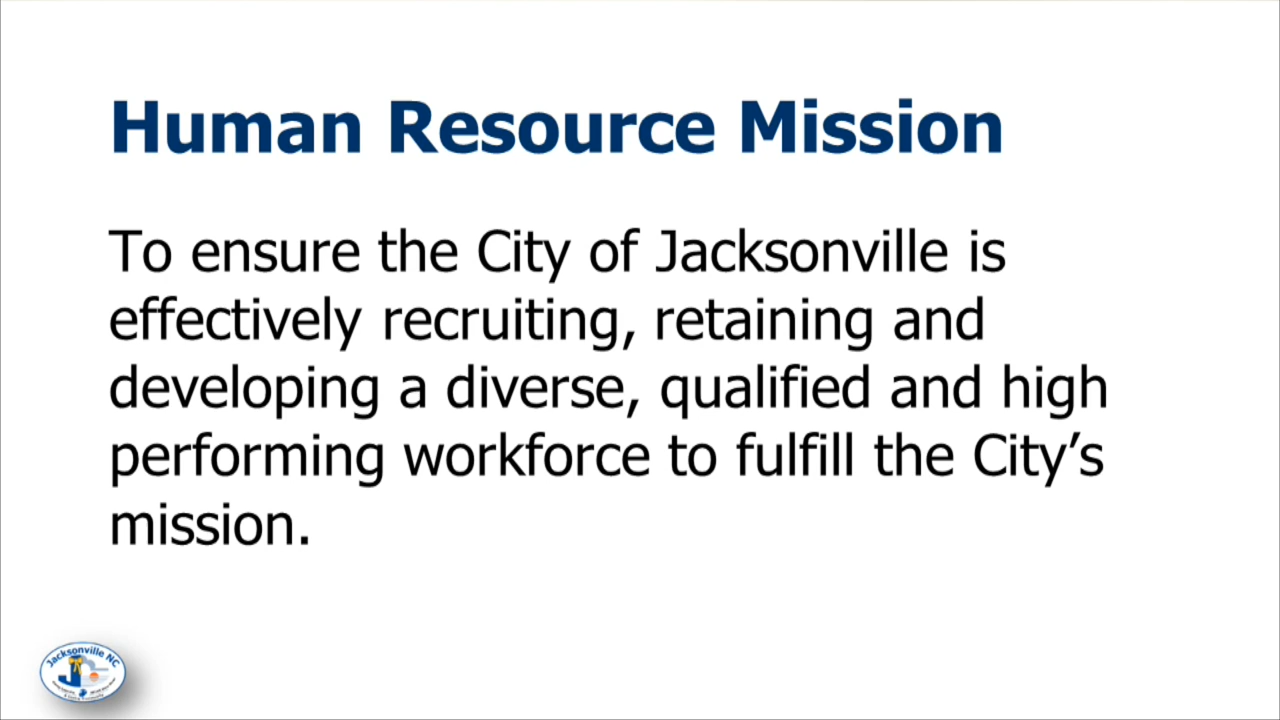 Human Resource Mission
To ensure the City of Jacksonville is
effectively recruiting, retaining and
developing a diverse, qualified and high
performing workforce to fulfill the City’s
mission.
Jacksonville NC